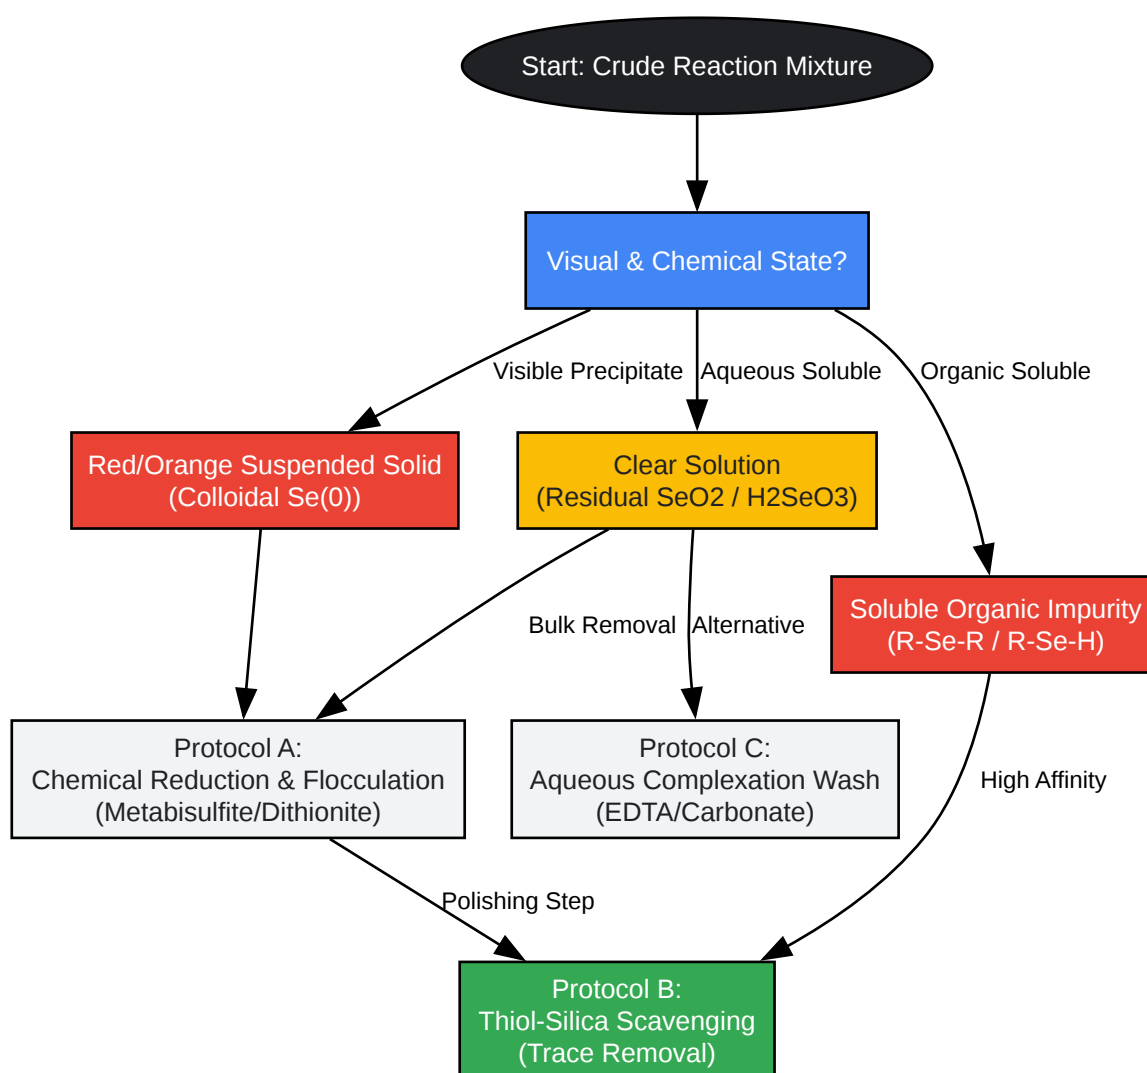 Start: Crude Reaction Mixture
Visual & Chemical State?
Visible Precipitate
Aqueous Soluble
Organic Soluble
Red/Orange Suspended Solid
(Colloidal Se(0))
Clear Solution
(Residual SeO2 / H2SeO3)
Soluble Organic Impurity
(R-Se-R / R-Se-H)
Bulk Removal
Alternative
Protocol A:
Chemical Reduction & Flocculation
(Metabisulfite/Dithionite)
Protocol C:
Aqueous Complexation Wash
(EDTA/Carbonate)
High Affinity
Polishing Step
Protocol B:
Thiol-Silica Scavenging
(Trace Removal)